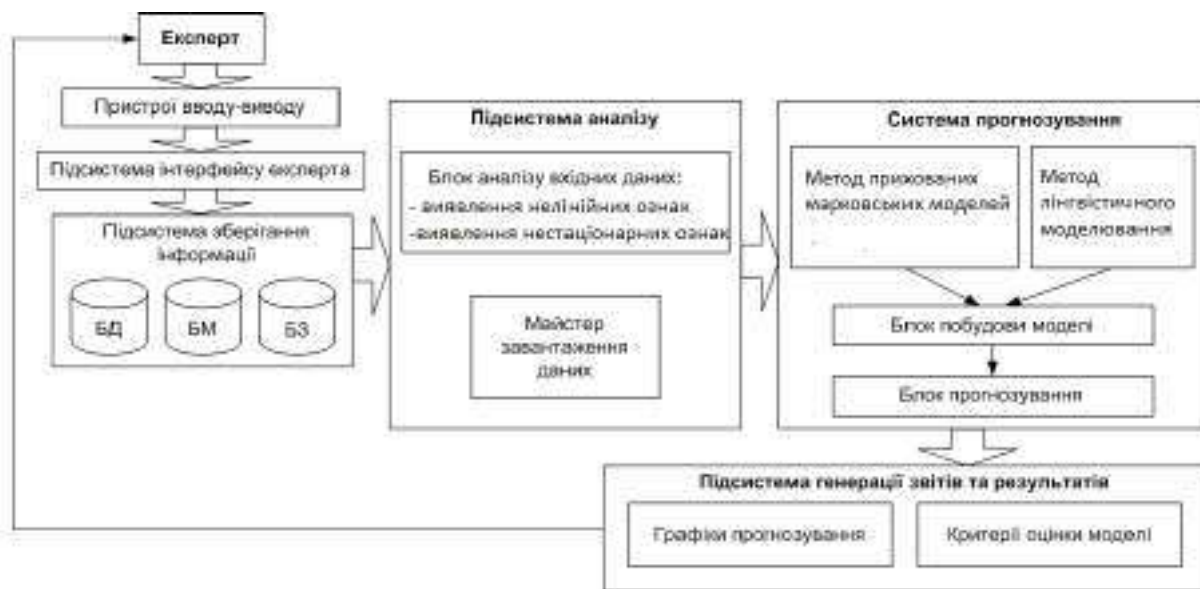 Експерт
Пристрої вводу-виводу
Підсистема інтерфейсу експерта
Підсистема зберігання
інформації
БД
БМ
БЗ
Підсистема аналізу
Блок аналізу вхідних даних:
- виявлення нелінійних ознак
-виявлення нестаціонарних ознак
Майстер
завантаження
даних
Система прогнозування
Метод прихованих
марковських моделей
Метод
лінгвістичного
моделювання
Блок побудови моделі
Блок прогнозування
Підсистема генерації звітів та результатів
Графіки прогнозування
Критерії оцінки моделі